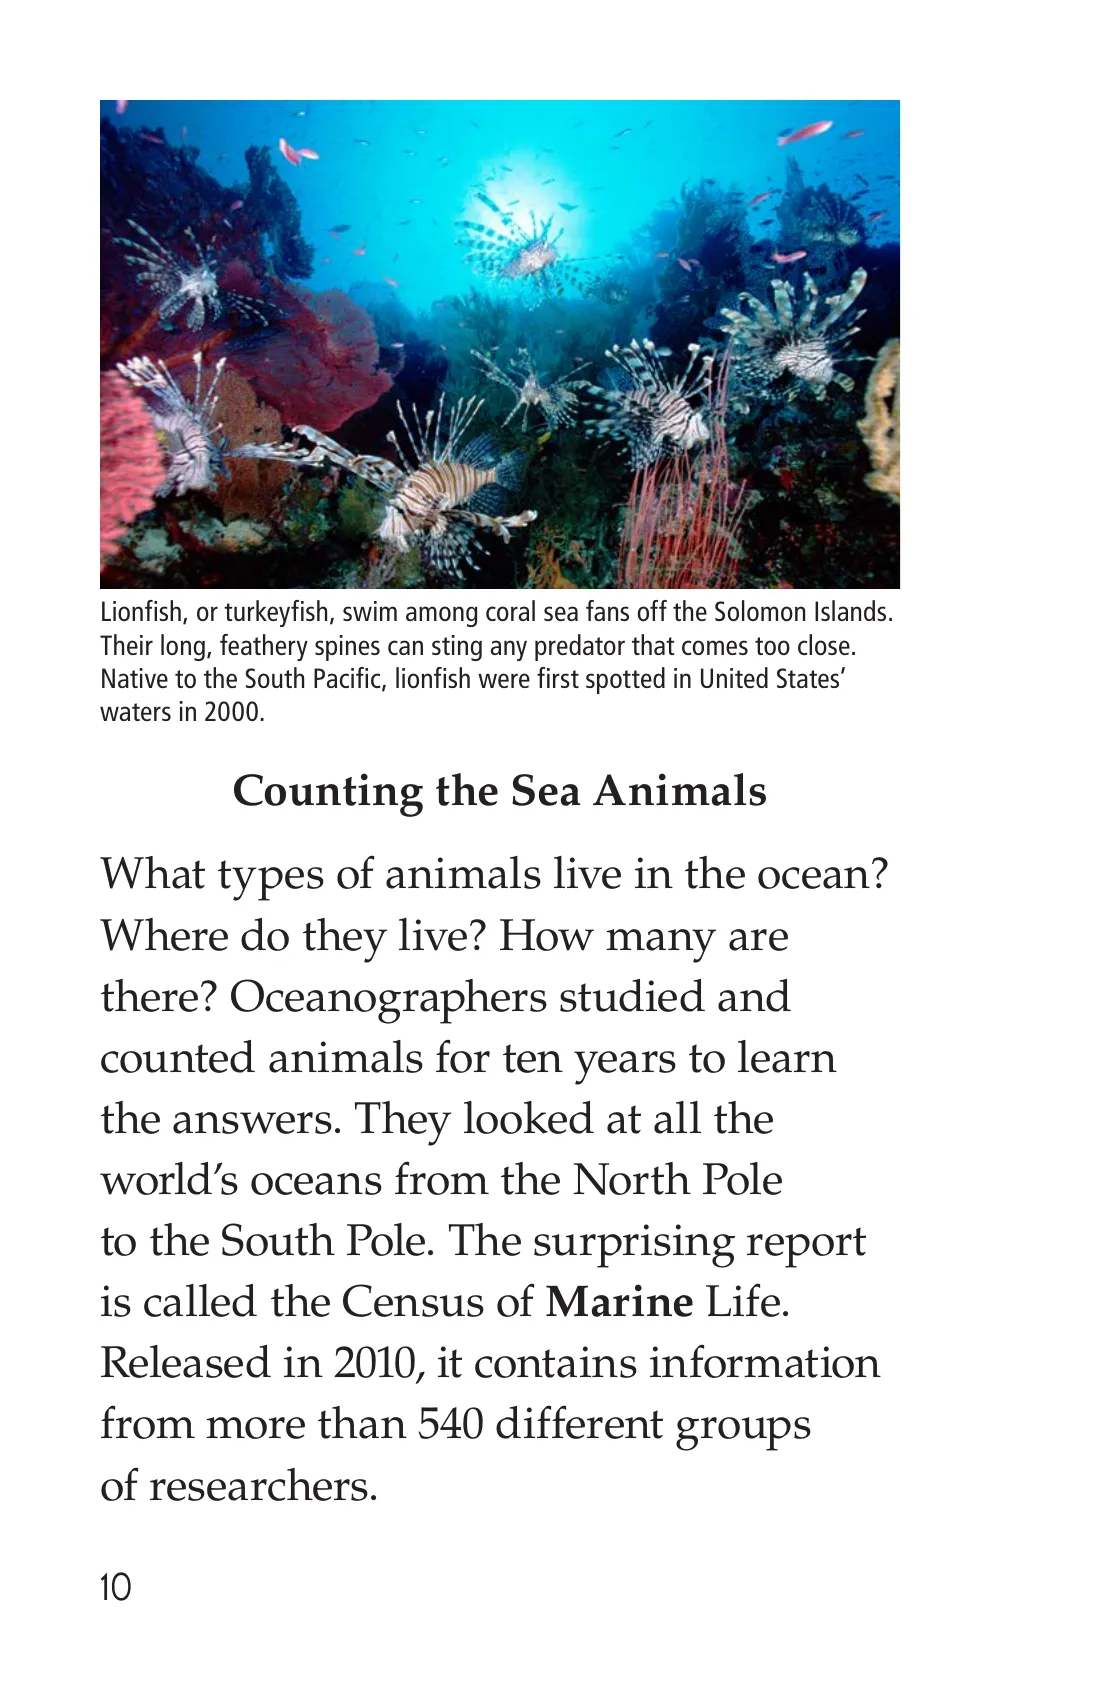 Lionfish, or turkeyfish, swim among coral sea fans off the Solomon Islands.
Their long, feathery spines can sting any predator that comes too close.
Native to the South Pacific, lionfish were first spotted in United States’
waters in 2000.
Counting the Sea Animals
What types of animals live in the ocean?
Where do they live? How many are
there? Oceanographers studied and
counted animals for ten years to learn
the answers. They looked at all the
world’s oceans from the North Pole
to the South Pole. The surprising report
is called the Census of Marine Life.
Released in 2010, it contains information
from more than 540 different groups
of researchers.
10